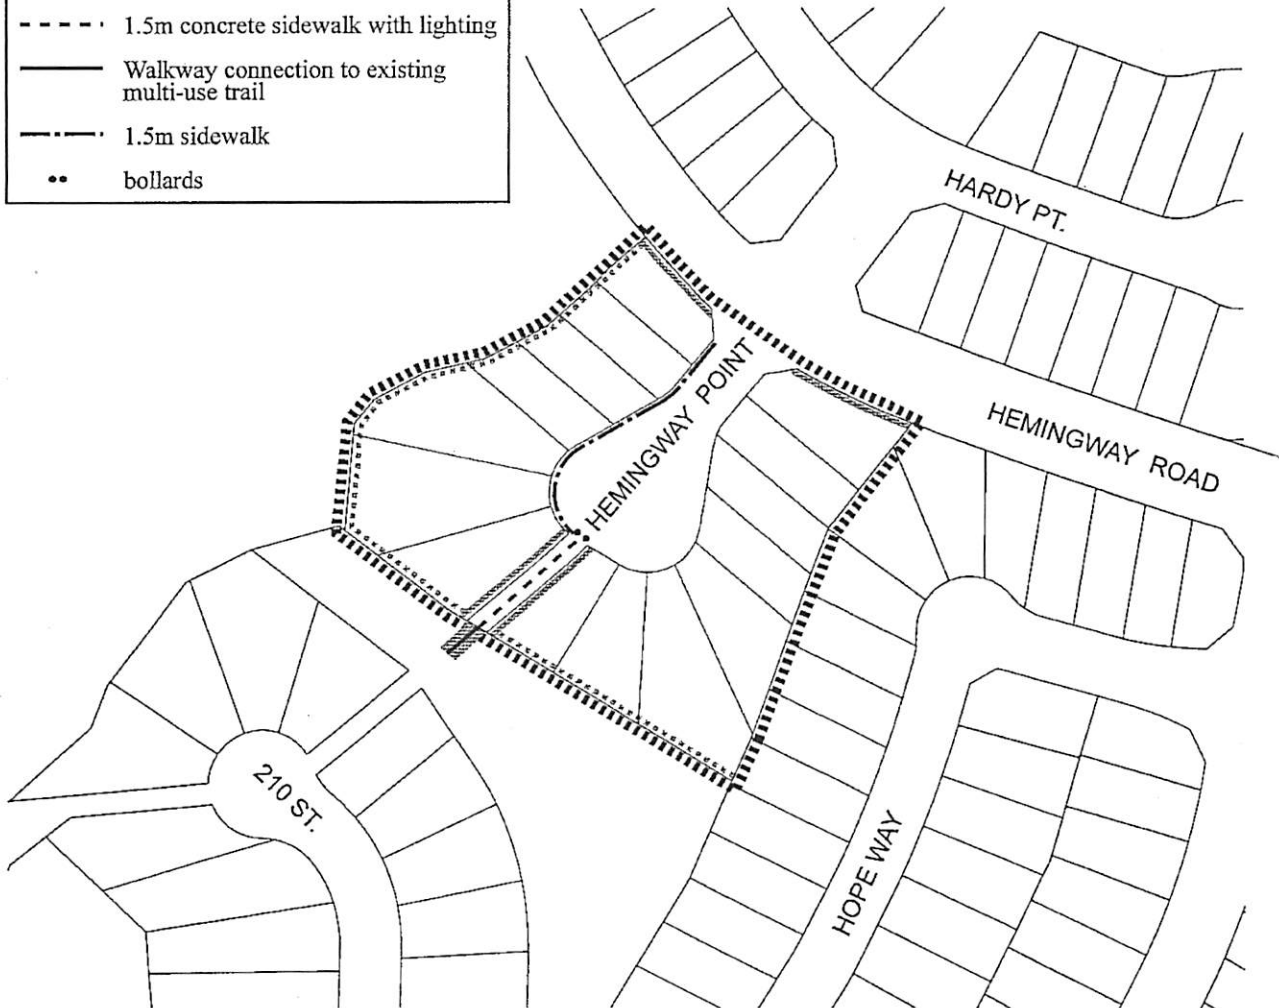 1.5m concrete sidewalk with lighting
Walkway connection to existing
multi-use trail
1.5m sidewalk
bollards
HARDY PT.
HEMINGWAY POINT
HEMINGWAY ROAD
210 ST.
HOPE WAY